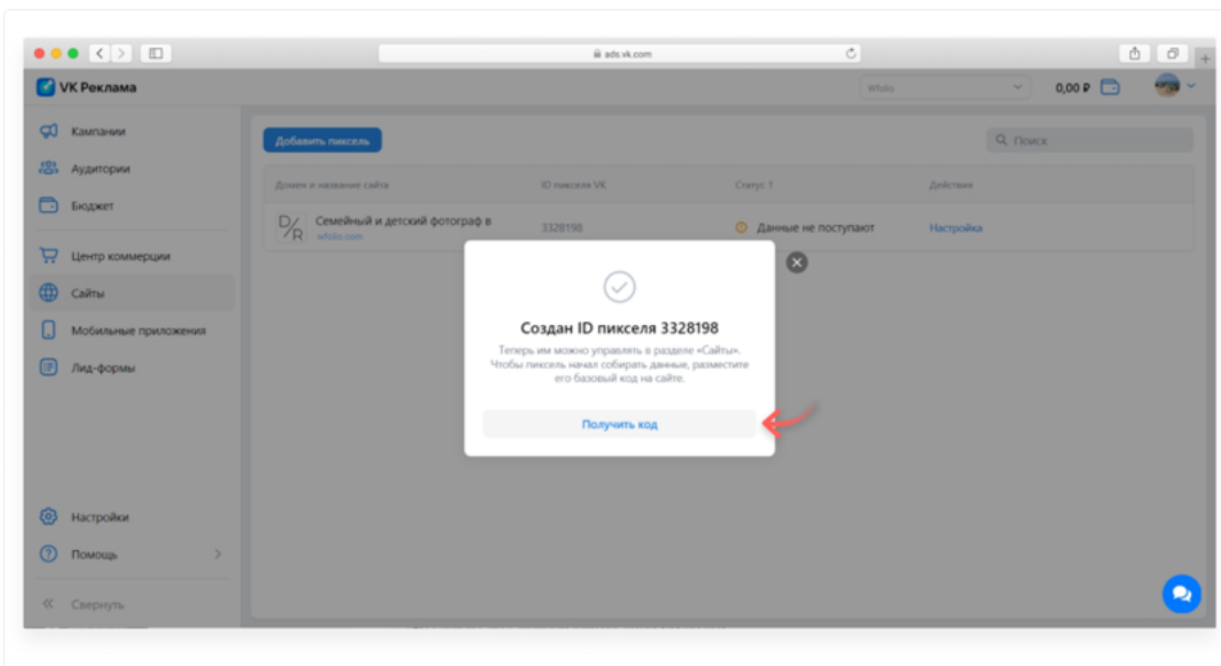 ads.vk.com
VK Реклама
Wfolio
0,00 ₽
Кампании
Аудитории
Бюджет
Центр коммерции
Сайты
Мобильные приложения
Лид-формы
Настройки
Помощь
Свернуть
Добавить пиксель
Поиск
Домен и название сайта
ID пикселя VK
Статус ↑
Действия
Семейный и детский фотограф в
D/R
wfolio.com
3328198
Данные не поступают
Настройка
Создан ID пикселя 3328198
Теперь им можно управлять в разделе «Сайты».
Чтобы пиксель начал собирать данные, разместите
его базовый код на сайте.
Получить код